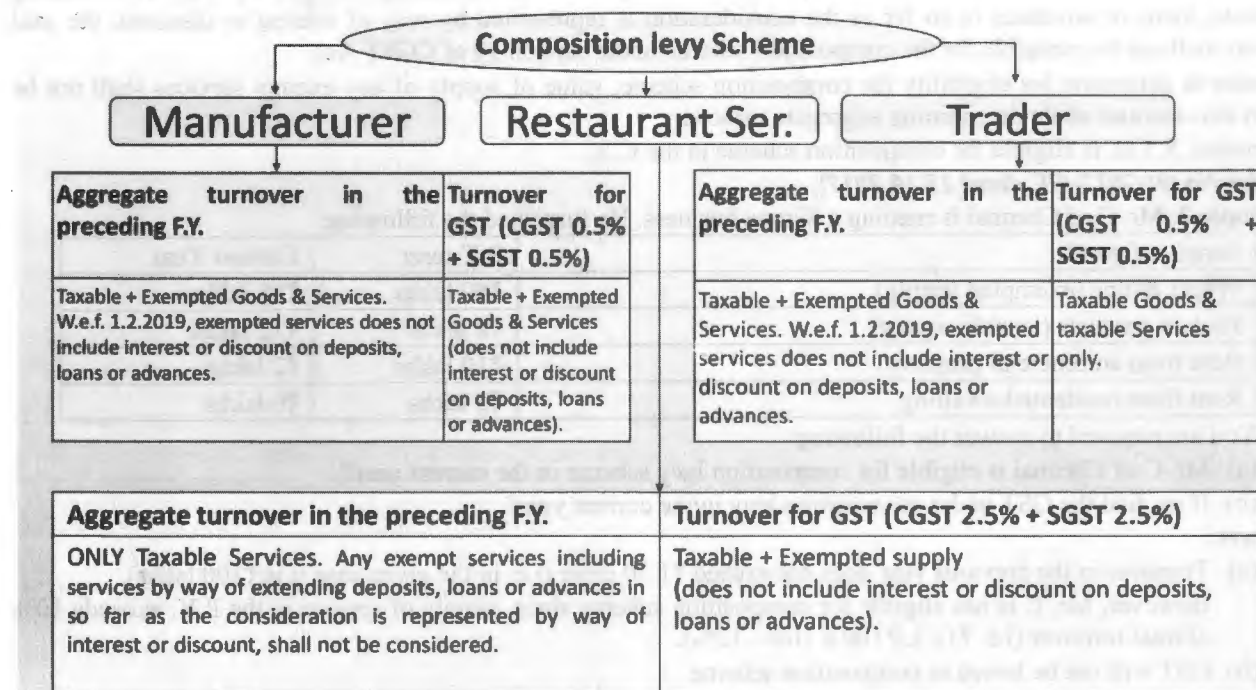 Composition levy Scheme
Manufacturer
Restaurant Ser.
Trader
Aggregate turnover in the
preceding F.Y.
Turnover for
GST (CGST 0.5%
+ SGST 0.5%)
Taxable + Exempted Goods & Services.
W.e.f. 1.2.2019, exempted services does not
include interest or discount on deposits,
loans or advances.
Taxable + Exempted
Goods & Services
(does not include
interest or discount
on deposits, loans
or advances).
Aggregate turnover in the
preceding F.Y.
Turnover for GST
(CGST 0.5% +
SGST 0.5%)
Taxable + Exempted Goods &
Services. W.e.f. 1.2.2019, exempted
services does not include interest or
discount on deposits, loans or
advances.
Taxable Goods &
taxable Services
only.
Aggregate turnover in the preceding F.Y.
Turnover for GST (CGST 2.5% + SGST 2.5%)
ONLY Taxable Services. Any exempt services including
services by way of extending deposits, loans or advances in
so far as the consideration is represented by way of
interest or discount, shall not be considered.
Taxable + Exempted supply
(does not include interest or discount on deposits,
loans or advances).